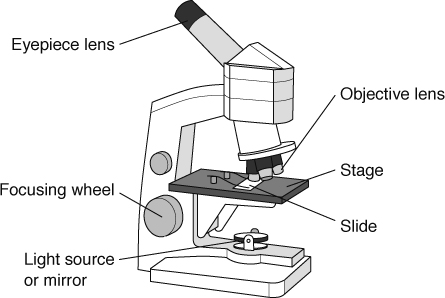 Eyepiece lens
Objective lens
Stage
Focusing wheel
Slide
Light source
or mirror